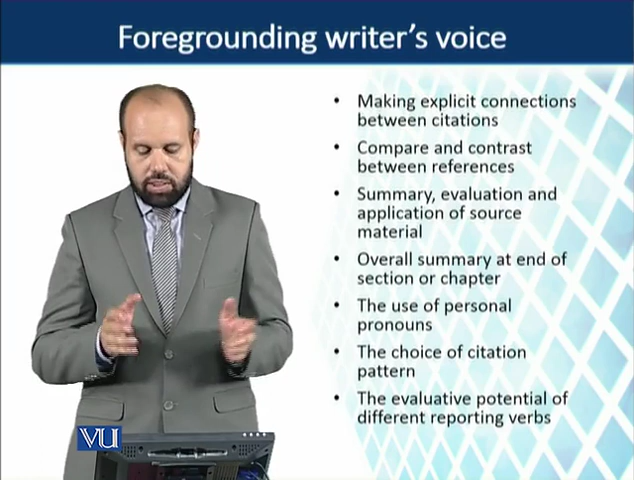 Foregrounding writer's voice
• Making explicit connections
between citations
• Compare and contrast
between references
• Summary, evaluation and
application of source
material
• Overall summary at end of
section or chapter
• The use of personal
pronouns
• The choice of citation
pattern
• The evaluative potential of
different reporting verbs
VU